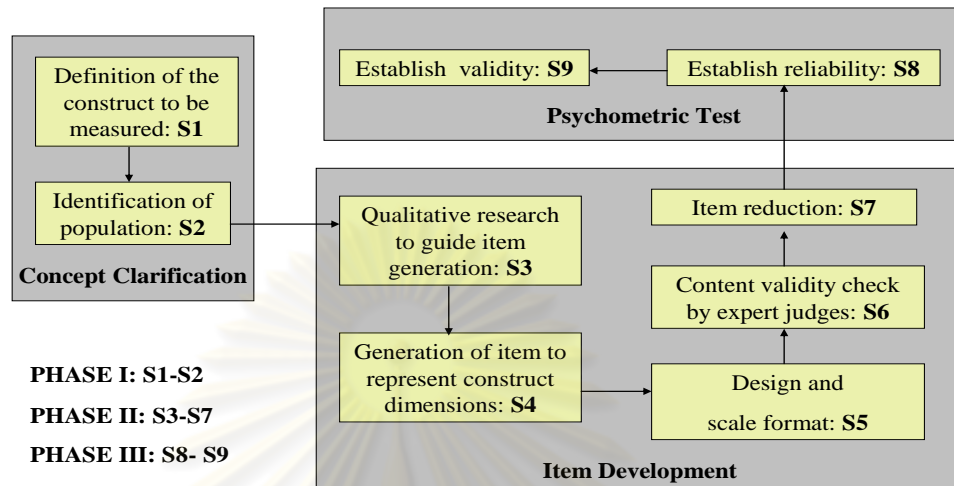 Definition of the
construct to be
measured: S1
Identification of
population: S2
Concept Clarification
Qualitative research
to guide item
generation: S3
Generation of item to
represent construct
dimensions: S4
Design and
scale format: S5
Content validity check
by expert judges: S6
Item reduction: S7
Item Development
Establish reliability: S8
Establish validity: S9
Psychometric Test
PHASE I: S1-S2
PHASE II: S3-S7
PHASE III: S8- S9